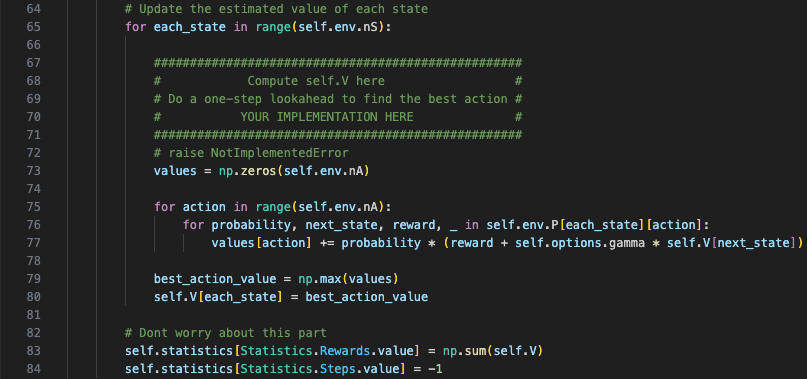 64 # Update the estimated value of each state
65 for each_state in range(self.env.nS):
66
67 ###################################################
68 # Compute self.V here #
69 # Do a one-step lookahead to find the best action #
70 # YOUR IMPLEMENTATION HERE #
71 ###################################################
72 # raise NotImplementedError
73 values = np.zeros(self.env.nA)
74
75 for action in range(self.env.nA):
76 for probability, next_state, reward, _ in self.env.P[each_state][action]:
77 values[action] += probability * (reward + self.options.gamma * self.V[next_state])
78
79 best_action_value = np.max(values)
80 self.V[each_state] = best_action_value
81
82 # Dont worry about this part
83 self.statistics[Statistics.Rewards.value] = np.sum(self.V)
84 self.statistics[Statistics.Steps.value] = -1